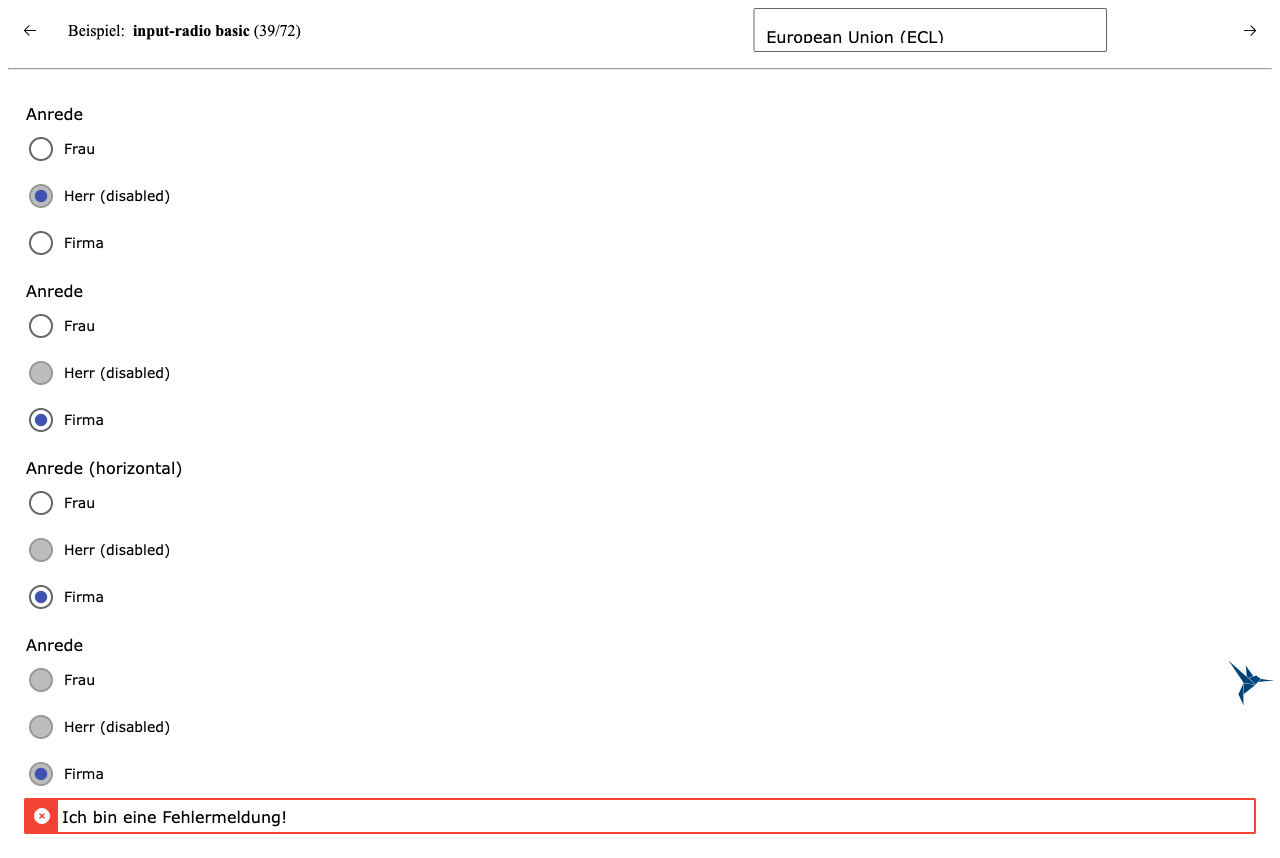 Beispiel: input-radio basic (39/72)
European Union (ECL)
Anrede
Frau
Herr (disabled)
Firma
Anrede
Frau
Herr (disabled)
Firma
Anrede (horizontal)
Frau
Herr (disabled)
Firma
Anrede
Frau
Herr (disabled)
Firma
Ich bin eine Fehlermeldung!